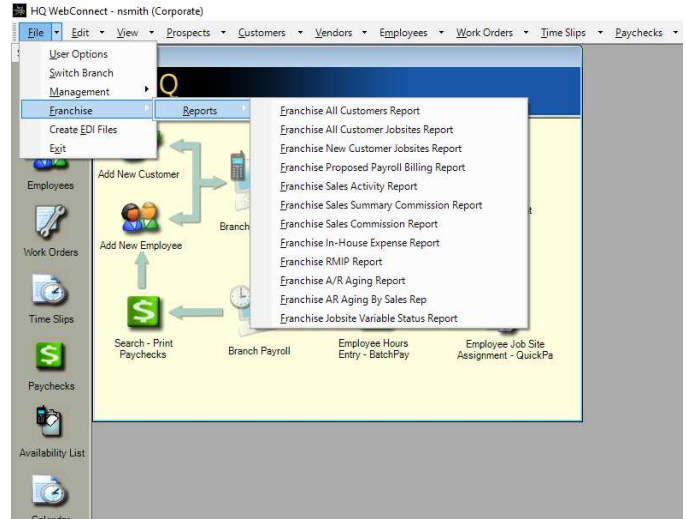 HQ WebConnect - nsmith (Corporate)
File Edit View Prospects Customers Vendors Employees Work Orders Time Slips Paychecks
User Options
Switch Branch
Management
Franchise
Create EDI Files
Exit
Q
Reports
Franchise All Customers Report
Franchise All Customer Jobsites Report
Franchise New Customer Jobsites Report
Franchise Proposed Payroll Billing Report
Franchise Sales Activity Report
Franchise Sales Summary Commission Report
Franchise Sales Commission Report
Franchise In-House Expense Report
Franchise RMIP Report
Franchise A/R Aging Report
Franchise AR Aging By Sales Rep
Franchise Jobsite Variable Status Report
Employees
Work Orders
Time Slips
Paychecks
Availability List
Calendar
Add New Customer
Branch
Add New Employee
Search - Print
Paychecks
Branch Payroll
Employee Hours
Entry - BatchPay
Employee Job Site
Assignment - QuickPa